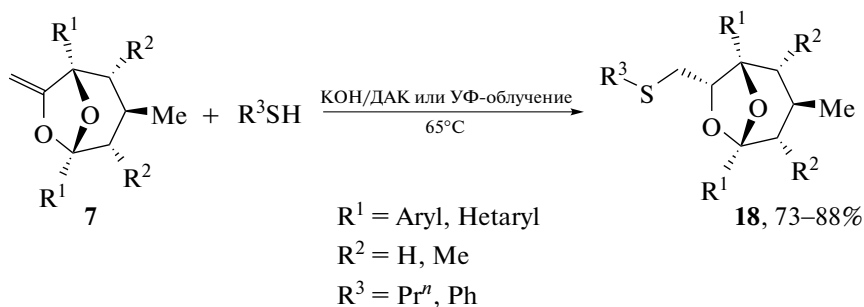 R¹
R²
O
O
Me
R²
R¹
7
+
R³SH
КОН/ДАК или УФ-облучение
65°C
R³
S
R¹
R²
O
O
Me
R²
R¹
18, 73–88%
R¹ = Aryl, Hetaryl
R² = H, Me
R³ = Prⁿ, Ph